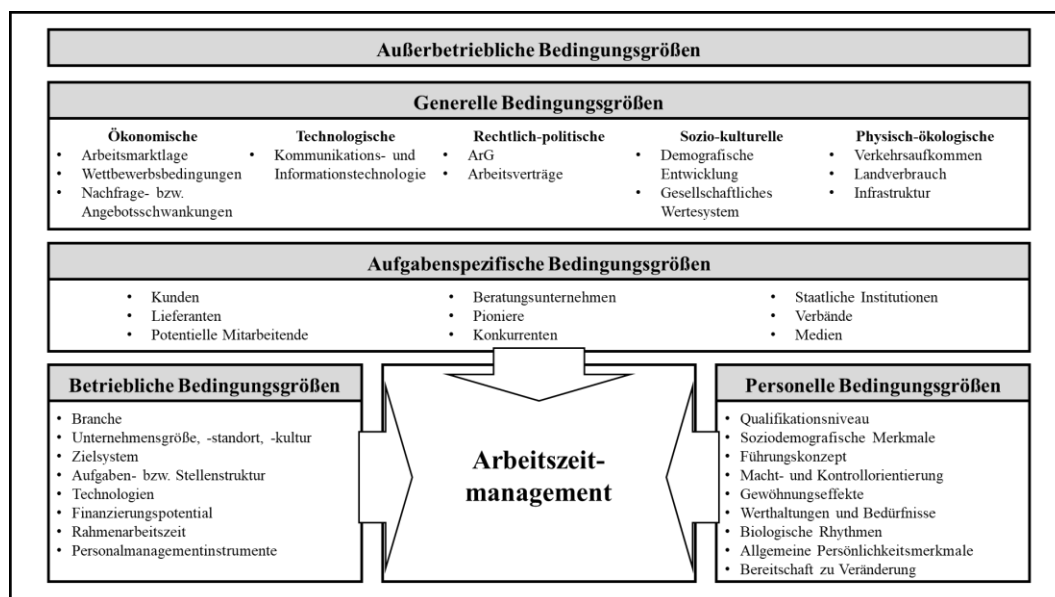 Außerbetriebliche Bedingungsgrößen
Generelle Bedingungsgrößen
Ökonomische
• Arbeitsmarktlage
• Wettbewerbsbedingungen
• Nachfrage- bzw.
Angebotsschwankungen
Technologische
• Kommunikations- und
Informationstechnologie
Rechtlich-politische
• ArG
• Arbeitsverträge
Sozio-kulturelle
• Demografische
Entwicklung
• Gesellschaftliches
Wertesystem
Physisch-ökologische
• Verkehrsaufkommen
• Landverbrauch
• Infrastruktur
Aufgabenspezifische Bedingungsgrößen
• Kunden
• Lieferanten
• Potentielle Mitarbeitende
• Beratungsunternehmen
• Pioniere
• Konkurrenten
• Staatliche Institutionen
• Verbände
• Medien
Betriebliche Bedingungsgrößen
• Branche
• Unternehmensgröße, -standort, -kultur
• Zielsystem
• Aufgaben- bzw. Stellenstruktur
• Technologien
• Finanzierungspotential
• Rahmenarbeitszeit
• Personalmanagementinstrumente
Arbeitszeit-
management
Personelle Bedingungsgrößen
• Qualifikationsniveau
• Soziodemografische Merkmale
• Führungskonzept
• Macht- und Kontrollorientierung
• Gewöhnungseffekte
• Werthaltungen und Bedürfnisse
• Biologische Rhythmen
• Allgemeine Persönlichkeitsmerkmale
• Bereitschaft zu Veränderung